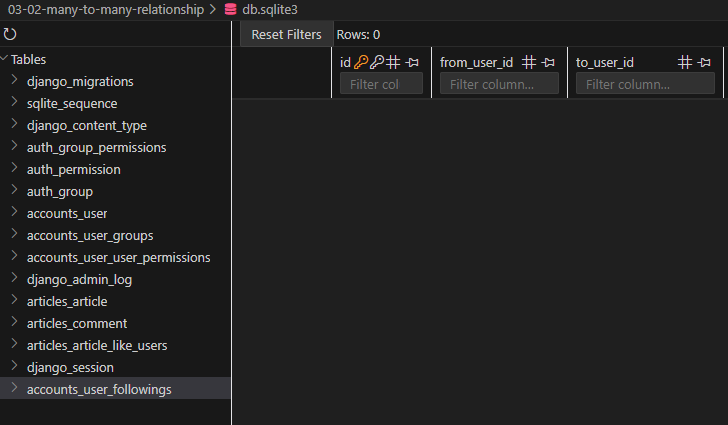 03-02-many-to-many-relationship > db.sqlite3
Reset Filters Rows: 0
Tables
id from_user_id to_user_id
Filter col Filter column... Filter column...
django_migrations
sqlite_sequence
django_content_type
auth_group_permissions
auth_permission
auth_group
accounts_user
accounts_user_groups
accounts_user_user_permissions
django_admin_log
articles_article
articles_comment
articles_article_like_users
django_session
accounts_user_followings